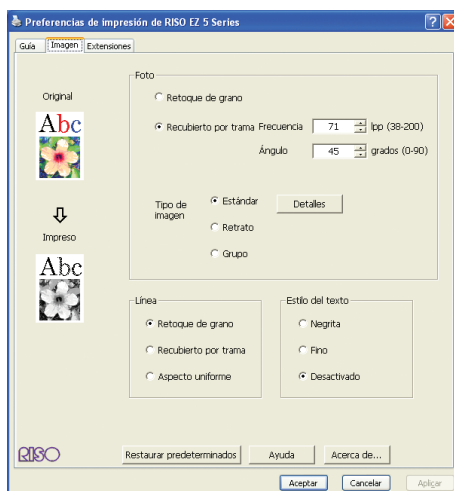 Preferencias de impresión de RISO EZ 5 Series
Guía Imagen Extensiones
Original
Abc
Impreso
Abc
Foto
Retoque de grano
Recubierto por trama Frecuencia 71 lpp (38-200)
Ángulo 45 grados (0-90)
Tipo de imagen
Estándar Detalles
Retrato
Grupo
Línea
Retoque de grano
Recubierto por trama
Aspecto uniforme
Estilo del texto
Negrita
Fino
Desactivado
RISO
Restaurar predeterminados Ayuda Acerca de...
Aceptar Cancelar Aplicar